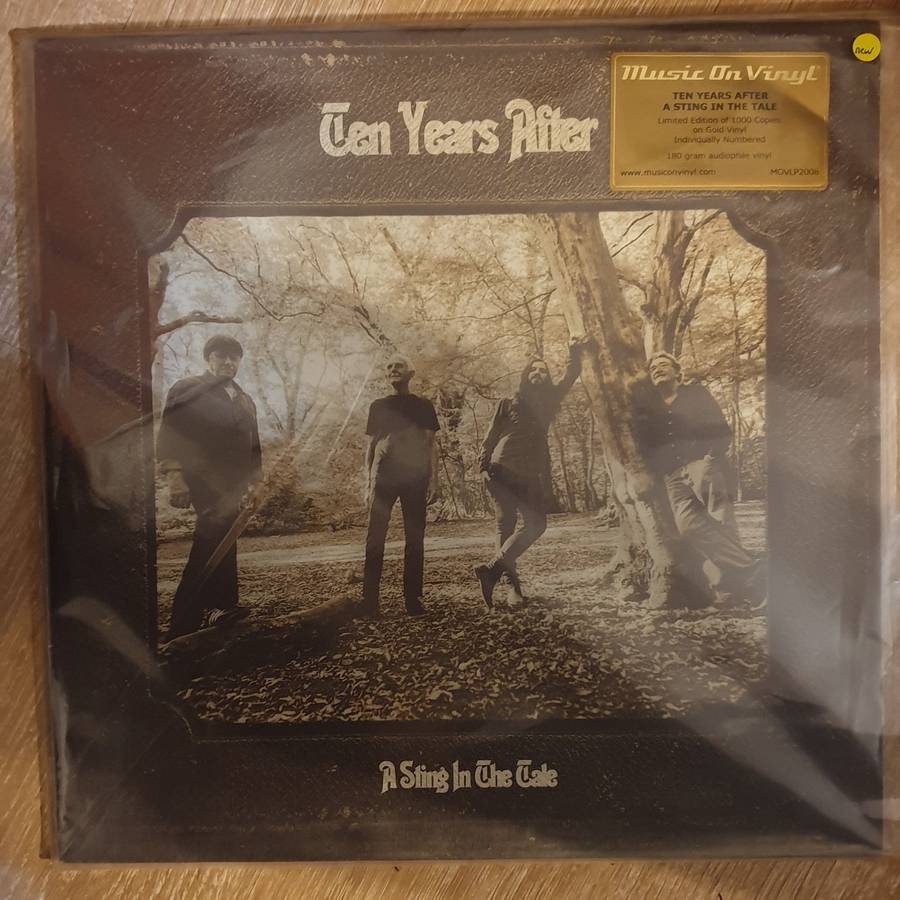 new
Music On Vinyl
TEN YEARS AFTER
A STING IN THE TALE
Limited Edition of 1000 Copies
on Gold Vinyl
Individually Numbered
180 gram audiophile vinyl
www.musiconvinyl.com MOVLP2006
Ten Years After
A Sting In The Tale